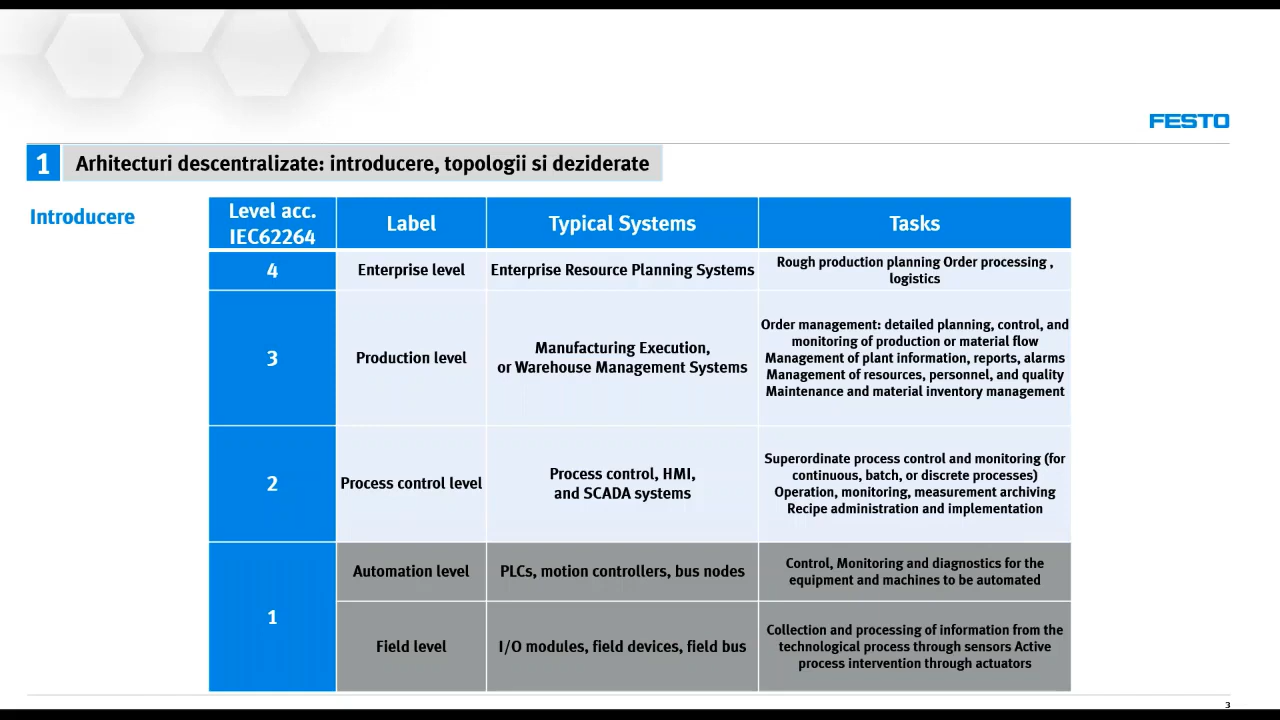 FESTO
1 Arhitecturi descentralizate: introducere, topologii si deziderate
Introducere
Level acc.
IEC62264
Label
Typical Systems
Tasks
4
Enterprise level
Enterprise Resource Planning Systems
Rough production planning Order processing ,
logistics
3
Production level
Manufacturing Execution,
or Warehouse Management Systems
Order management: detailed planning, control, and
monitoring of production or material flow
Management of plant information, reports, alarms
Management of resources, personnel, and quality
Maintenance and material inventory management
2
Process control level
Process control, HMI,
and SCADA systems
Superordinate process control and monitoring (for
continuous, batch, or discrete processes)
Operation, monitoring, measurement archiving
Recipe administration and implementation
1
Automation level
PLCs, motion controllers, bus nodes
Control, Monitoring and diagnostics for the
equipment and machines to be automated
Field level
I/O modules, field devices, field bus
Collection and processing of information from the
technological process through sensors Active
process intervention through actuators
3